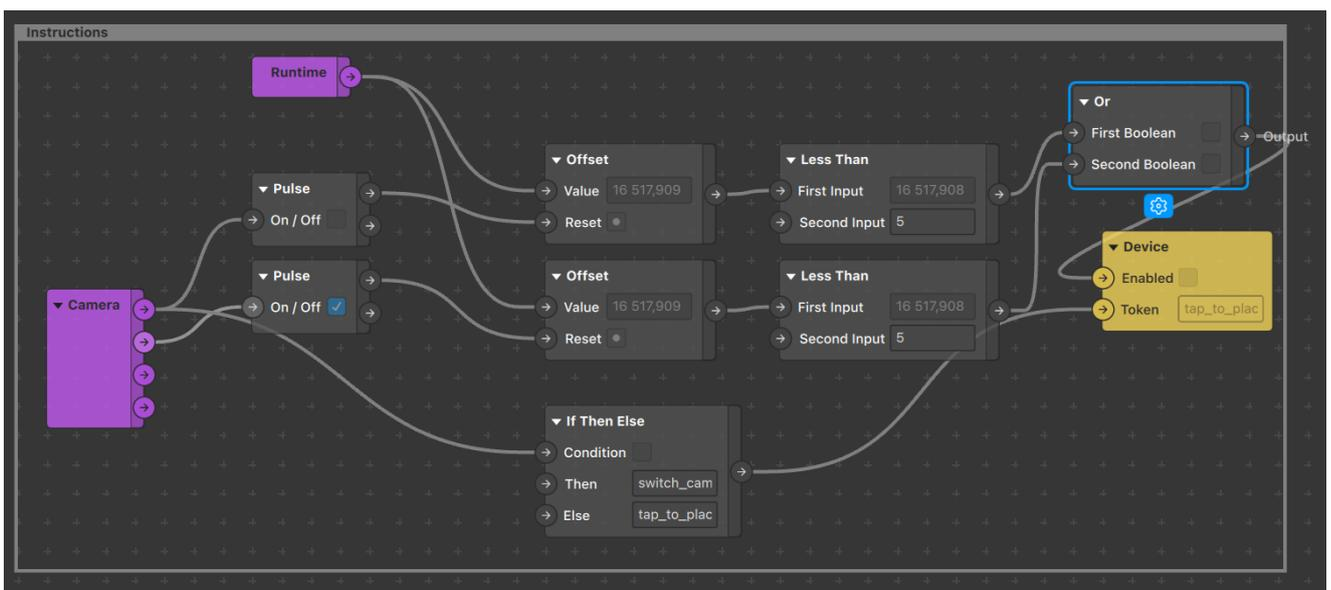 Instructions
Runtime
Or
First Boolean
Output
Second Boolean
Offset
Value 16 517,909
Reset
Less Than
First Input 16 517,908
Second Input 5
Pulse
On / Off
Device
Enabled
Token tap_to_plac
Pulse
On / Off
Offset
Value 16 517,909
Reset
Less Than
First Input 16 517,908
Second Input 5
Camera
If Then Else
Condition
Then switch_cam
Else tap_to_plac